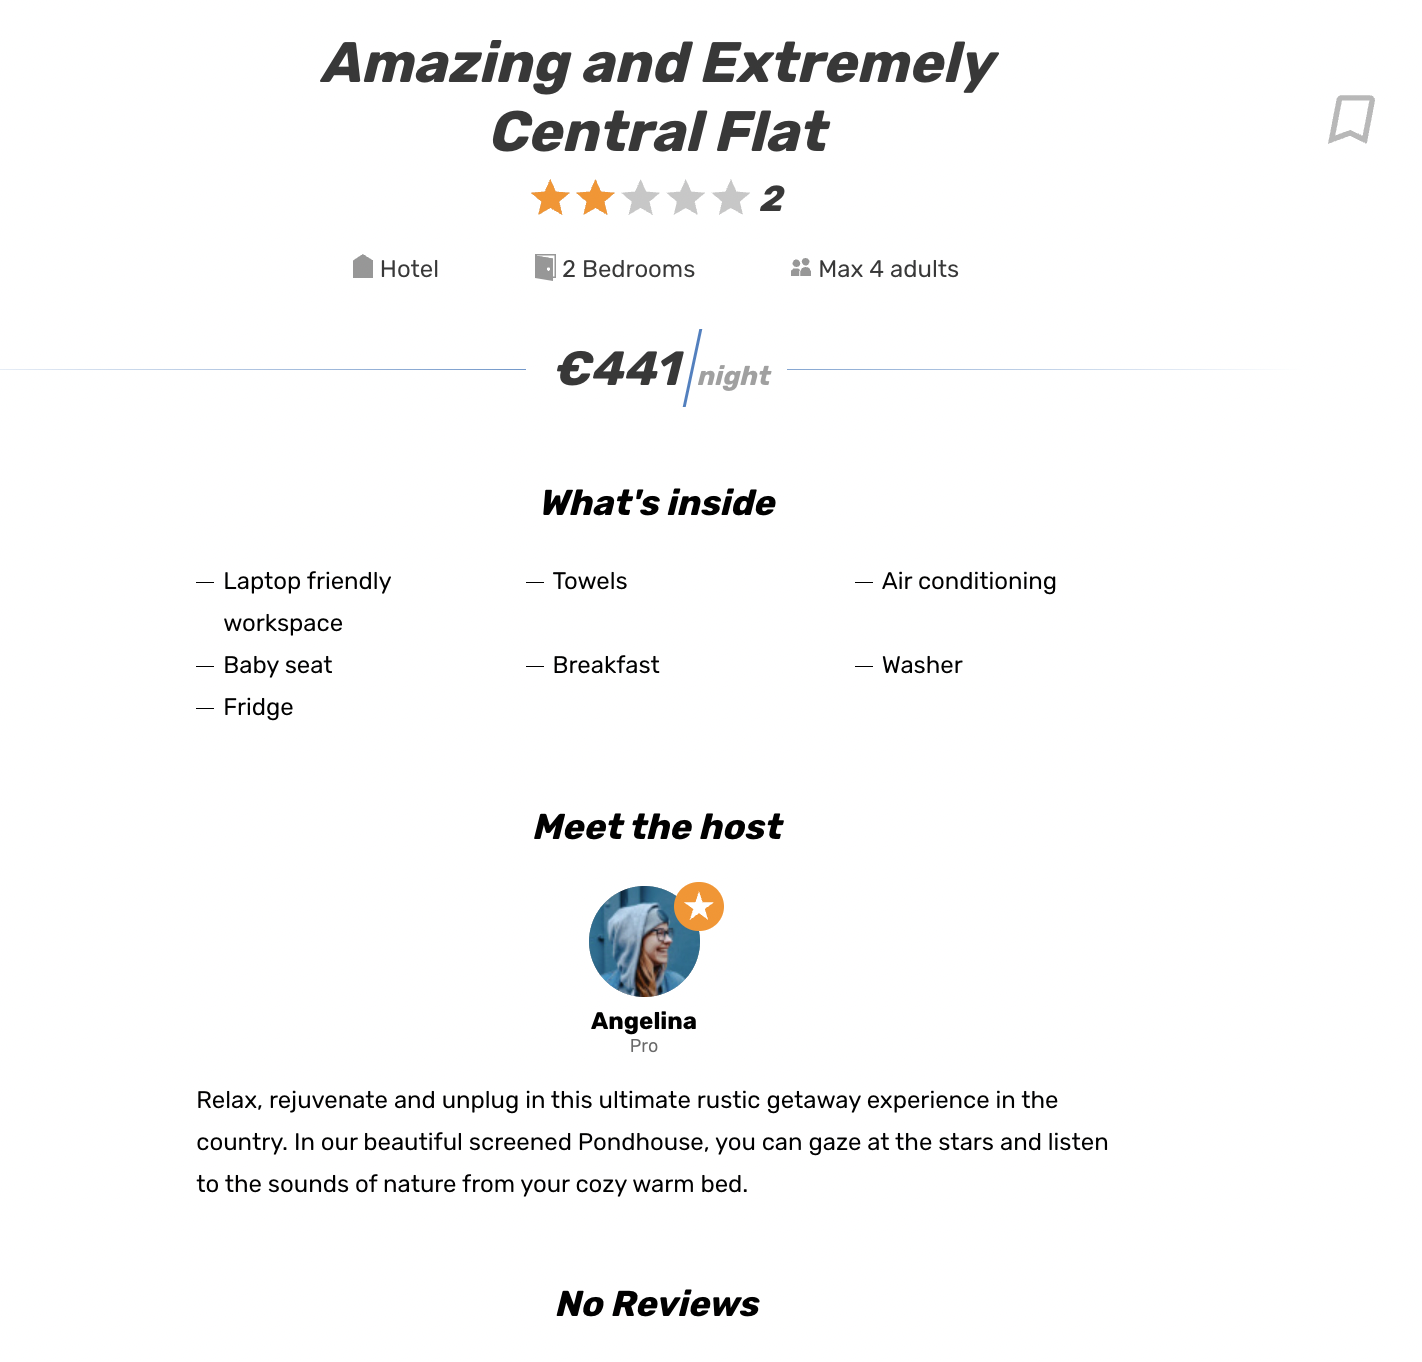 Amazing and Extremely
Central Flat
2
Hotel
2 Bedrooms
Max 4 adults
€441/night
What's inside
— Laptop friendly
workspace
— Towels
— Air conditioning
— Baby seat
— Breakfast
— Washer
— Fridge
Meet the host
Angelina
Pro
Relax, rejuvenate and unplug in this ultimate rustic getaway experience in the
country. In our beautiful screened Pondhouse, you can gaze at the stars and listen
to the sounds of nature from your cozy warm bed.
No Reviews